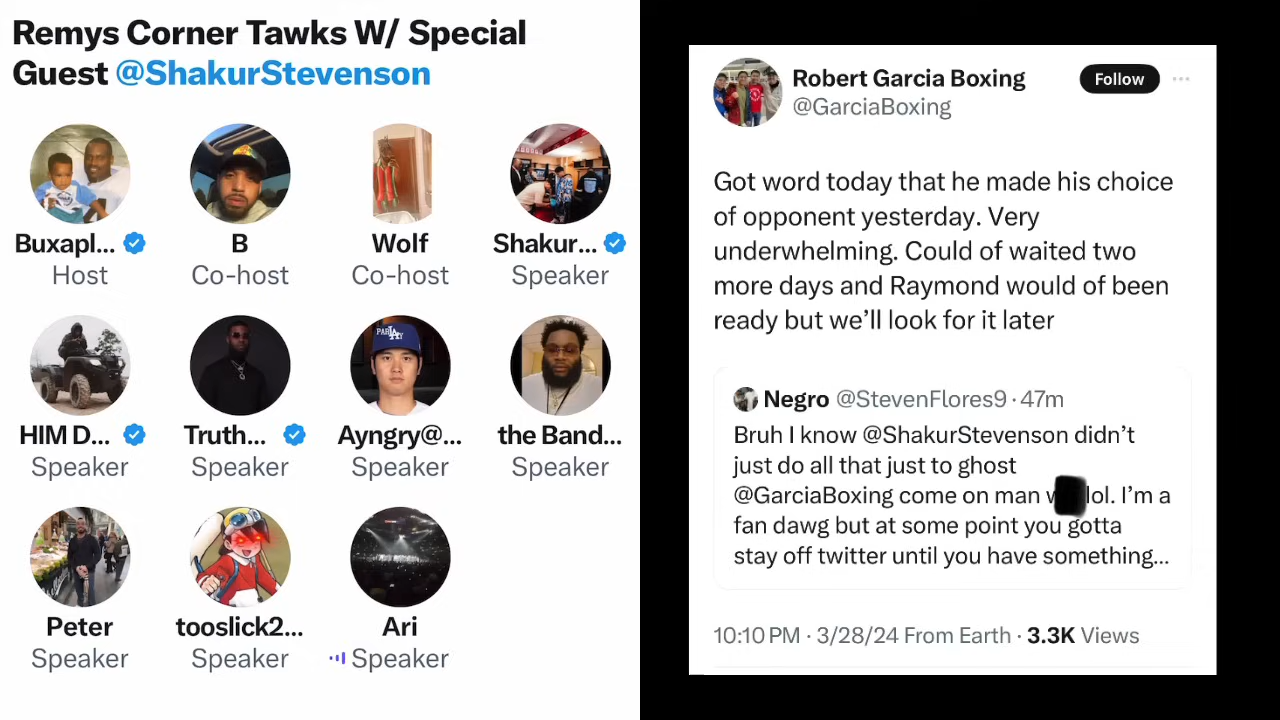 Remys Corner Tawks W/ Special
Guest @ShakurStevenson
Buxapl...
Host
B
Co-host
Wolf
Co-host
Shakur...
Speaker
HIM D...
Speaker
Truth...
Speaker
Ayngry@...
Speaker
the Band...
Speaker
Peter
Speaker
tooslick2...
Speaker
Ari
Speaker
Robert Garcia Boxing
@GarciaBoxing
Follow
Got word today that he made his choice
of opponent yesterday. Very
underwhelming. Could of waited two
more days and Raymond would of been
ready but we'll look for it later
Negro @StevenFlores9 · 47m
Bruh I know @ShakurStevenson didn't
just do all that just to ghost
@GarciaBoxing come on man lol. I'm a
fan dawg but at some point you gotta
stay off twitter until you have something...
10:10 PM · 3/28/24 From Earth · 3.3K Views